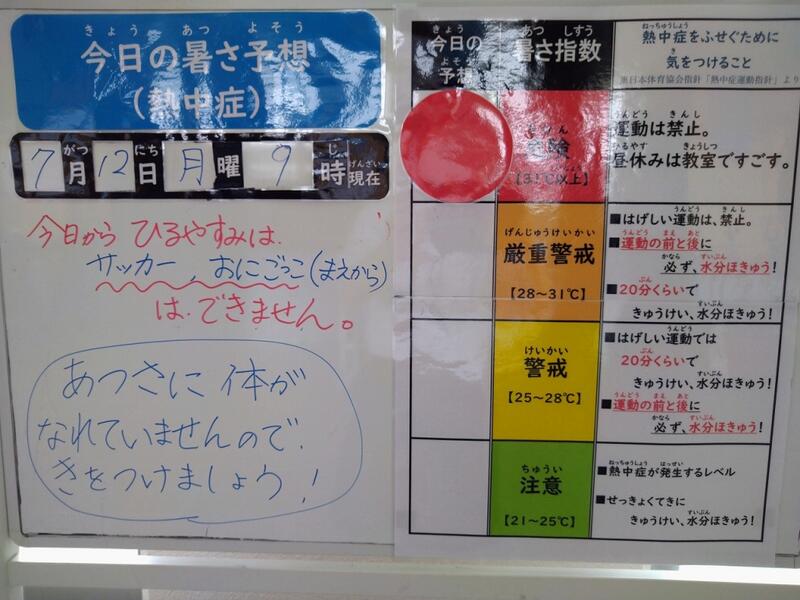 今日の暑さ予想
(熱中症)
7月12日 月曜 9時現在
今日から ひるやすみは、
サッカー、おにごっこ(まえから)
は、できません。
あつさに 体が
なれていませんので、
きをつけましょう!
今日の予想
暑さ指数
熱中症をふせぐために
気をつけること
日本体育協会指針「熱中症運動指針」より
険
【31℃以上】
運動は禁止。
昼休みは教室ですごす。
厳重警戒
【28〜31℃】
■はげしい運動は、禁止。
■運動の前と後に
必ず、水分ほきゅう!
■20分くらいで
きゅうけい、水分ほきゅう!
警戒
【25〜28℃】
■はげしい運動では
20分くらいで
きゅうけい、水分ほきゅう!
■運動の前と後に
必ず、水分ほきゅう!
注意
【21〜25℃】
■熱中症が発生するレベル
■せっきょくてきに
きゅうけい、水分ほきゅう!